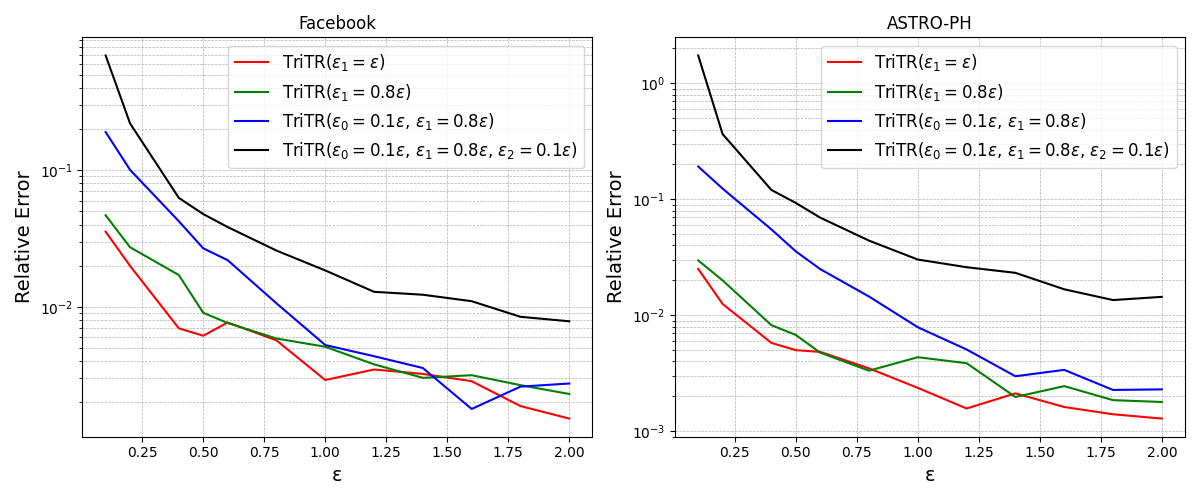 Facebook
TriTR(ε₁ = ε)
TriTR(ε₁ = 0.8ε)
TriTR(ε₀ = 0.1ε, ε₁ = 0.8ε)
TriTR(ε₀ = 0.1ε, ε₁ = 0.8ε, ε₂ = 0.1ε)
Relative Error
10⁻¹
10⁻²
0.25 0.50 0.75 1.00 1.25 1.50 1.75 2.00
ε
ASTRO-PH
TriTR(ε₁ = ε)
TriTR(ε₁ = 0.8ε)
TriTR(ε₀ = 0.1ε, ε₁ = 0.8ε)
TriTR(ε₀ = 0.1ε, ε₁ = 0.8ε, ε₂ = 0.1ε)
Relative Error
10⁰
10⁻¹
10⁻²
10⁻³
0.25 0.50 0.75 1.00 1.25 1.50 1.75 2.00
ε